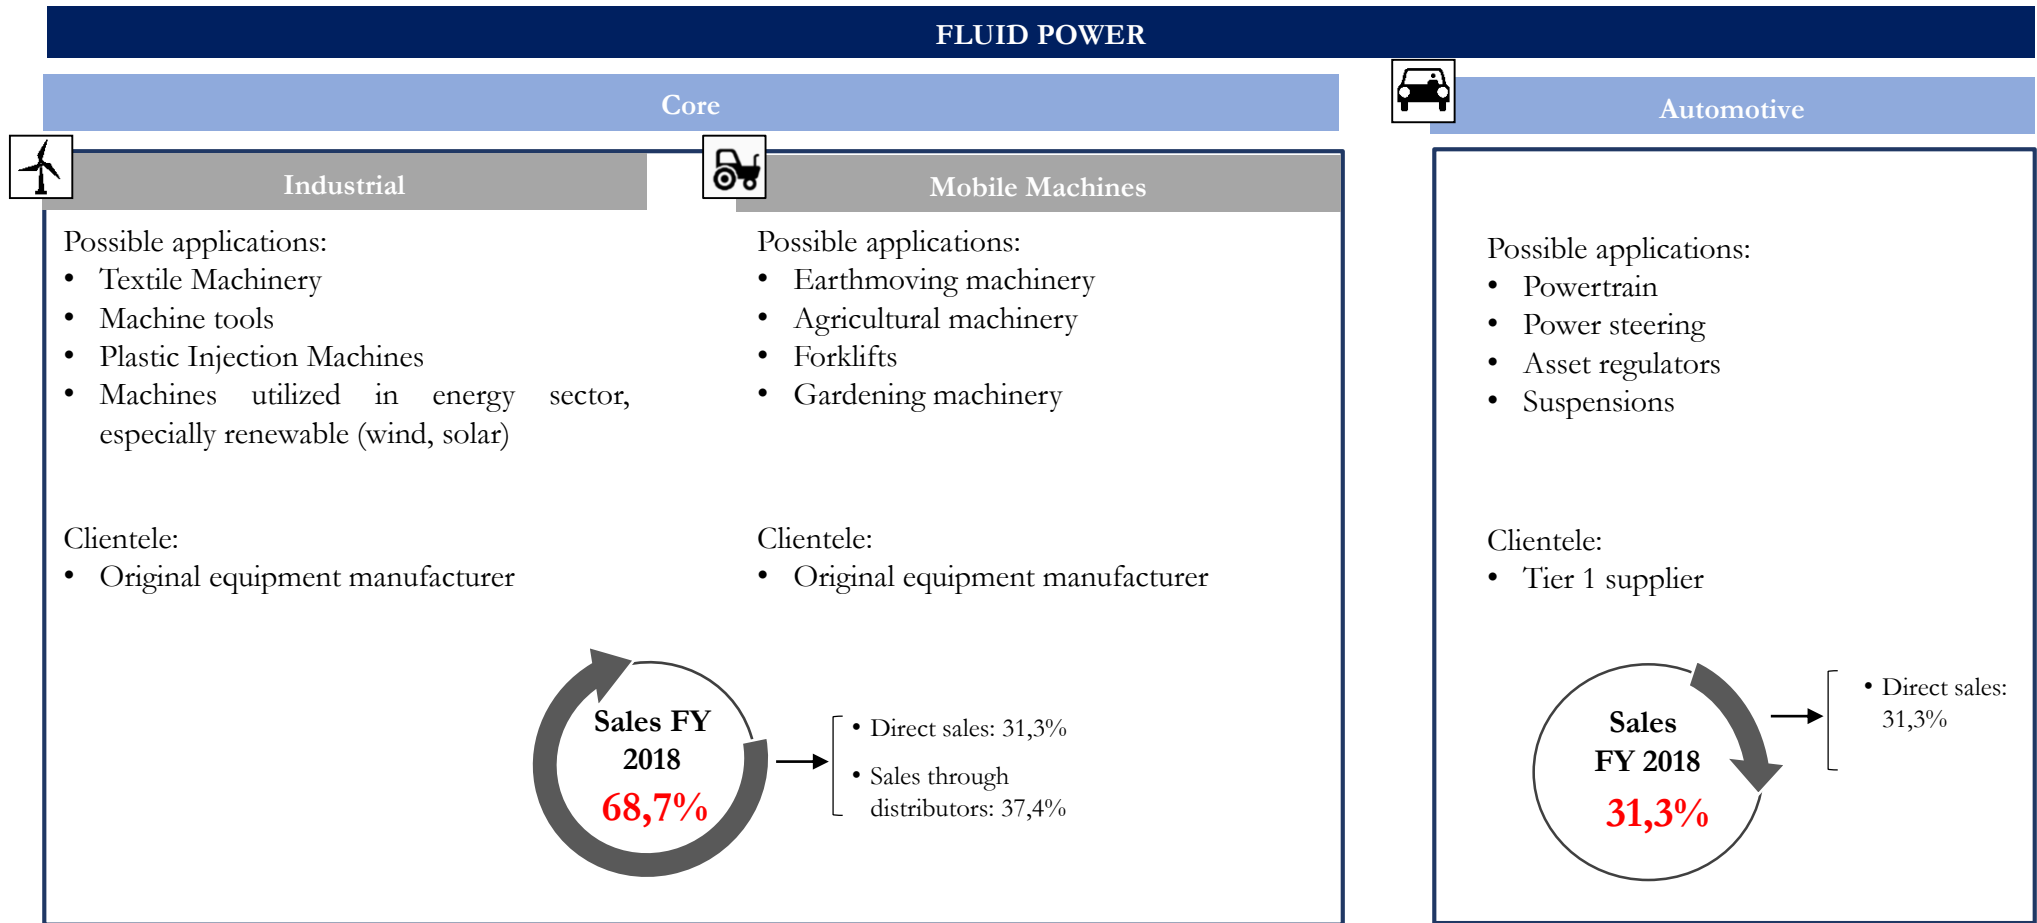 FLUID POWER
Core
Industrial
Possible applications:
• Textile Machinery
• Machine tools
• Plastic Injection Machines
• Machines utilized in energy sector,
especially renewable (wind, solar)
Clientele:
• Original equipment manufacturer
Mobile Machines
Possible applications:
• Earthmoving machinery
• Agricultural machinery
• Forklifts
• Gardening machinery
Clientele:
• Original equipment manufacturer
Sales FY
2018
68,7%
• Direct sales: 31,3%
• Sales through
distributors: 37,4%
Automotive
Possible applications:
• Powertrain
• Power steering
• Asset regulators
• Suspensions
Clientele:
• Tier 1 supplier
Sales
FY 2018
31,3%
• Direct sales:
31,3%